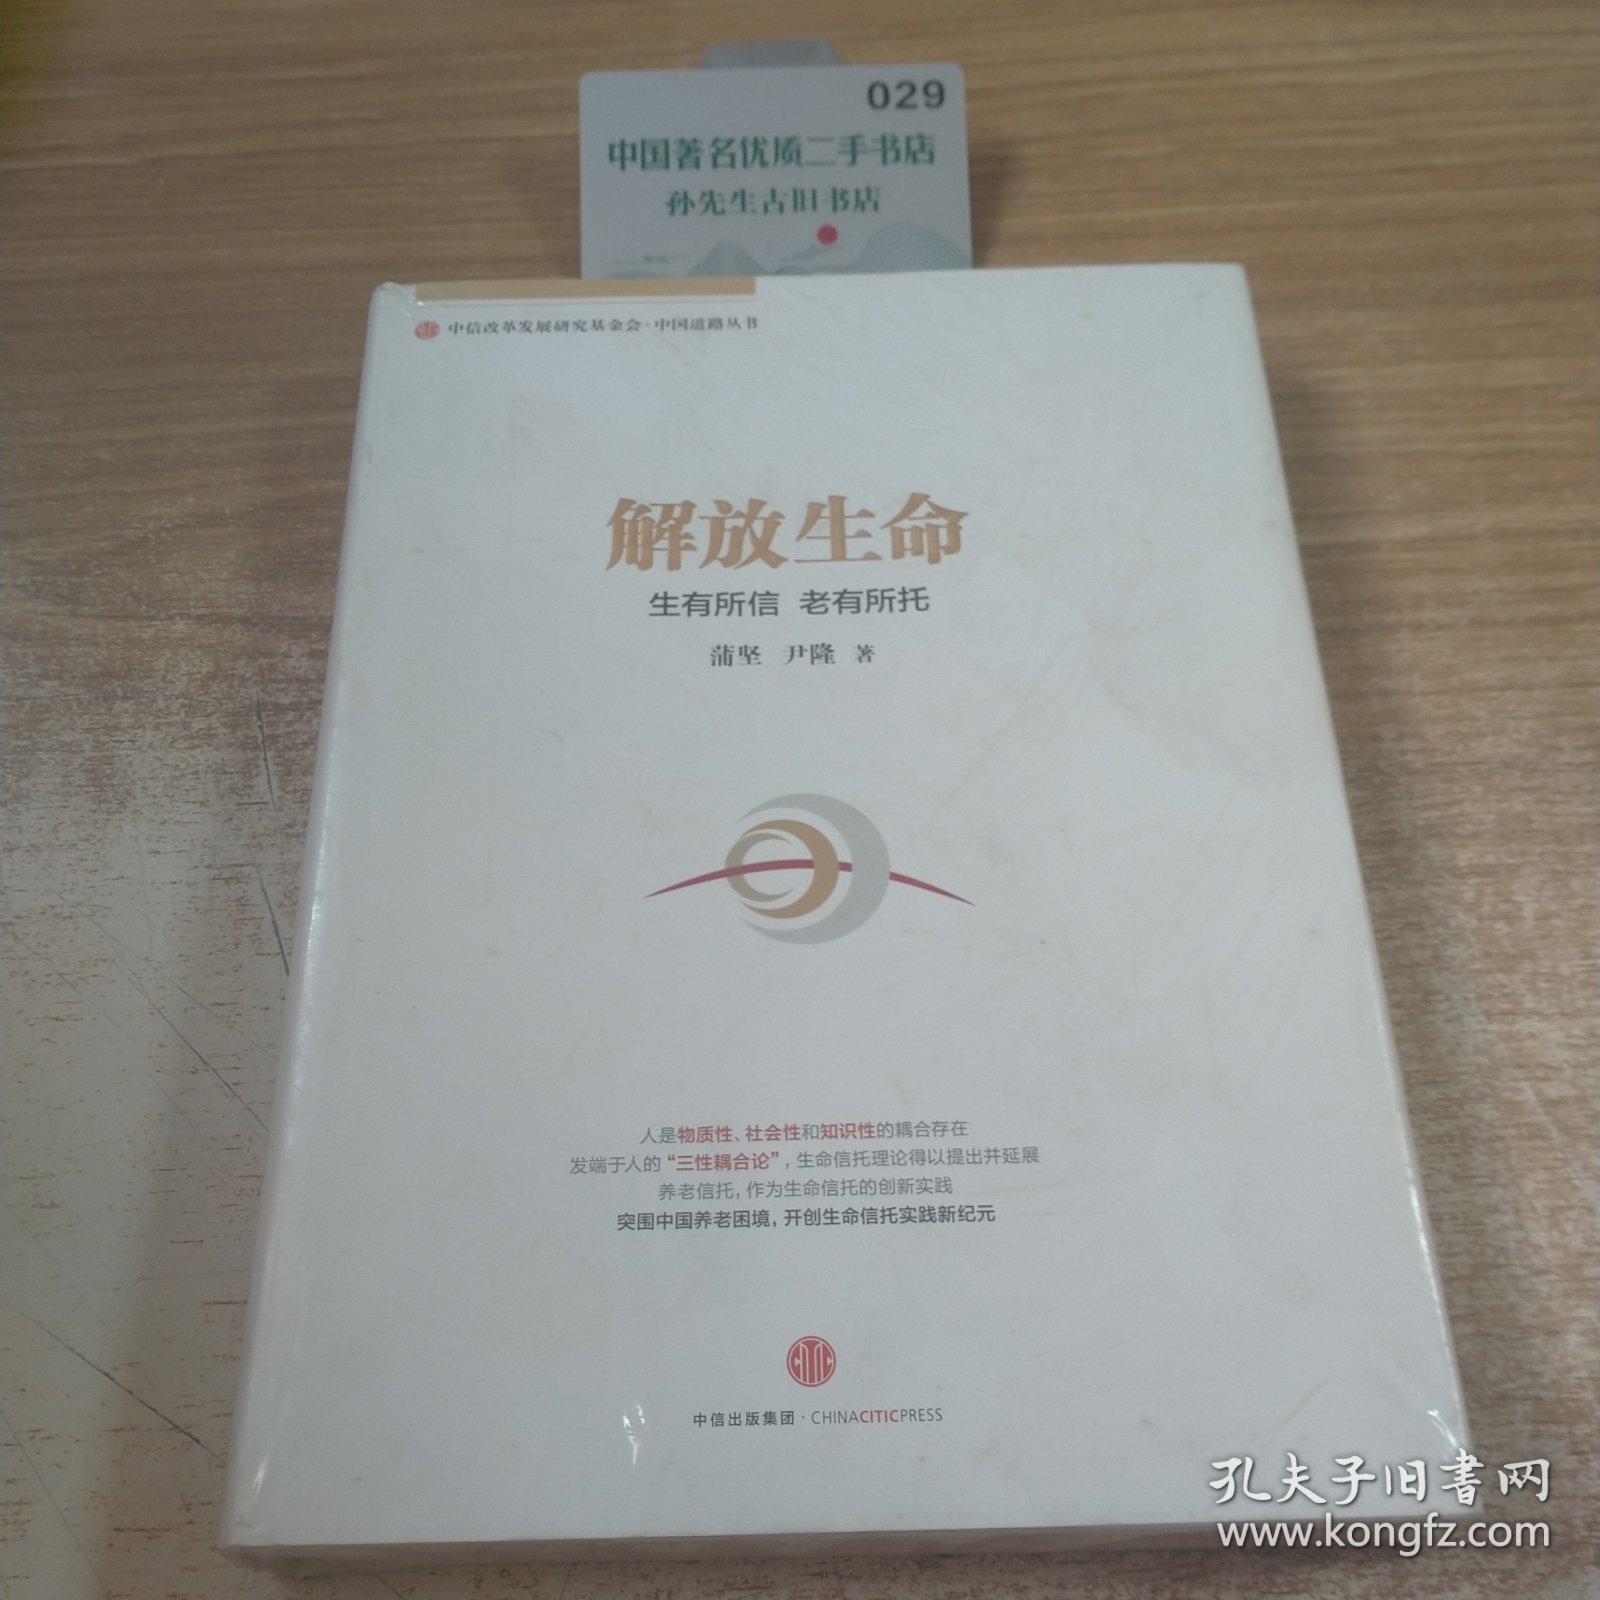 029
中国著名优质二手书店
孙先生古旧书店
中信改革发展研究基金会·中国道路丛书
解放生命
生有所信 老有所托
蒲坚 尹隆 著
人是物质性、社会性和知识性的耦合存在
发端于人的“三性耦合论”，生命信托理论得以提出并延展
养老信托，作为生命信托的创新实践
突围中国养老困境，开创生命信托实践新纪元
中信出版集团·CHINACITICPRESS
孔夫子旧书网
www.kongfz.com